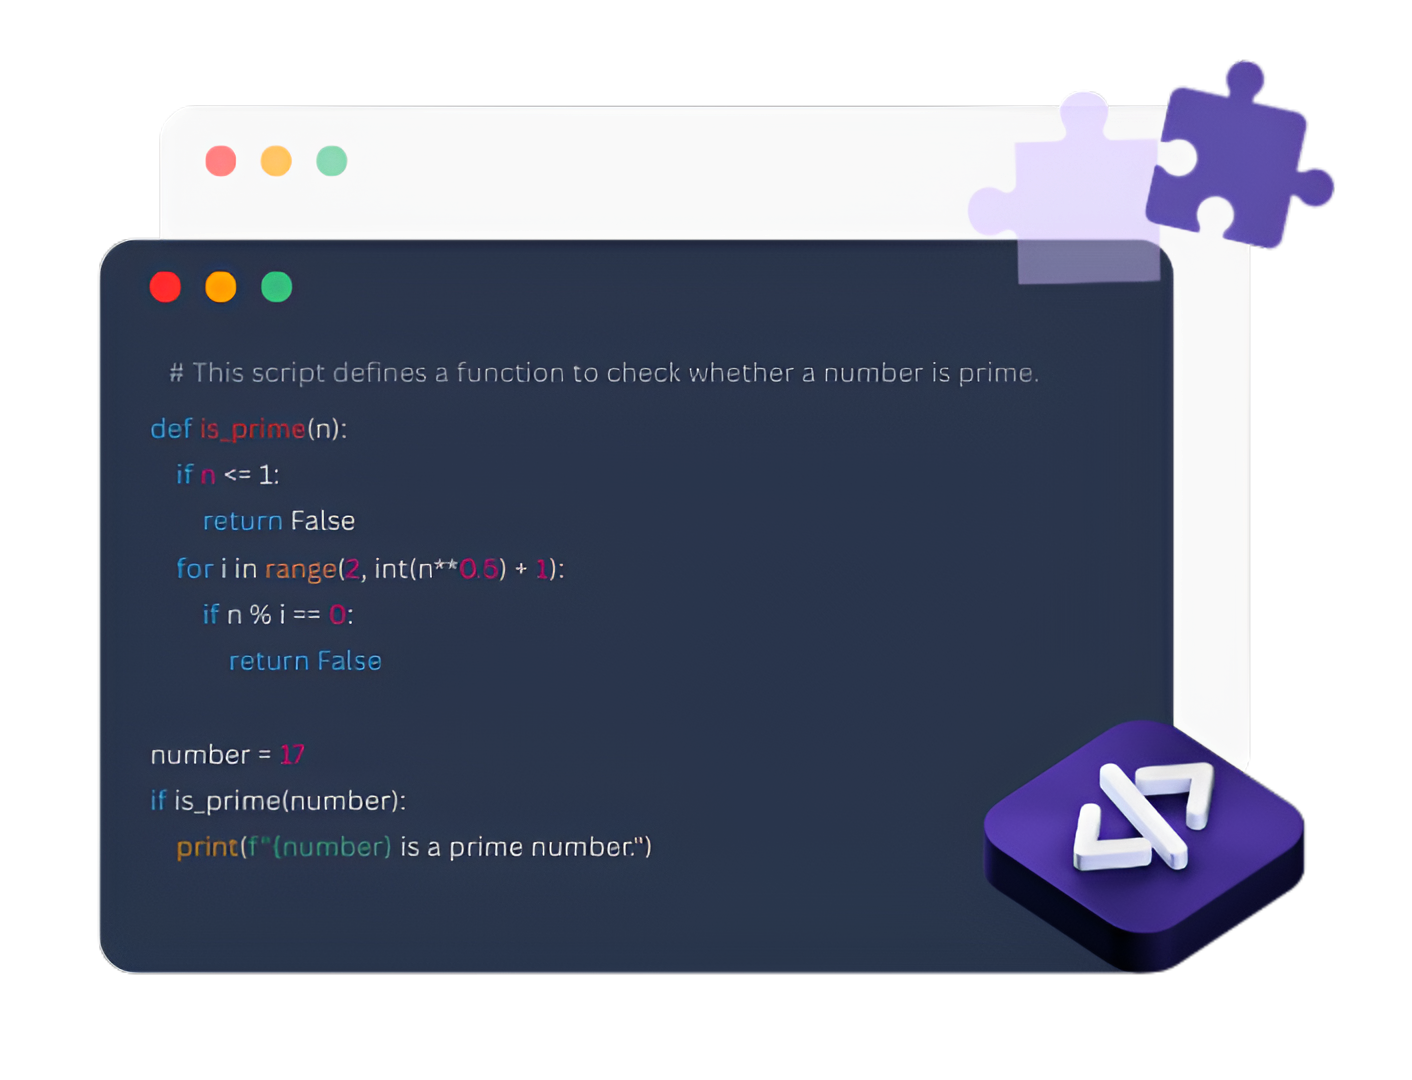 # This script defines a function to check whether a number is prime.
def is_prime(n):
if n <= 1:
return False
for i in range(2, int(n**0.5) + 1):
if n % i == 0:
return False
number = 17
if is_prime(number):
print(f"{number} is a prime number.")